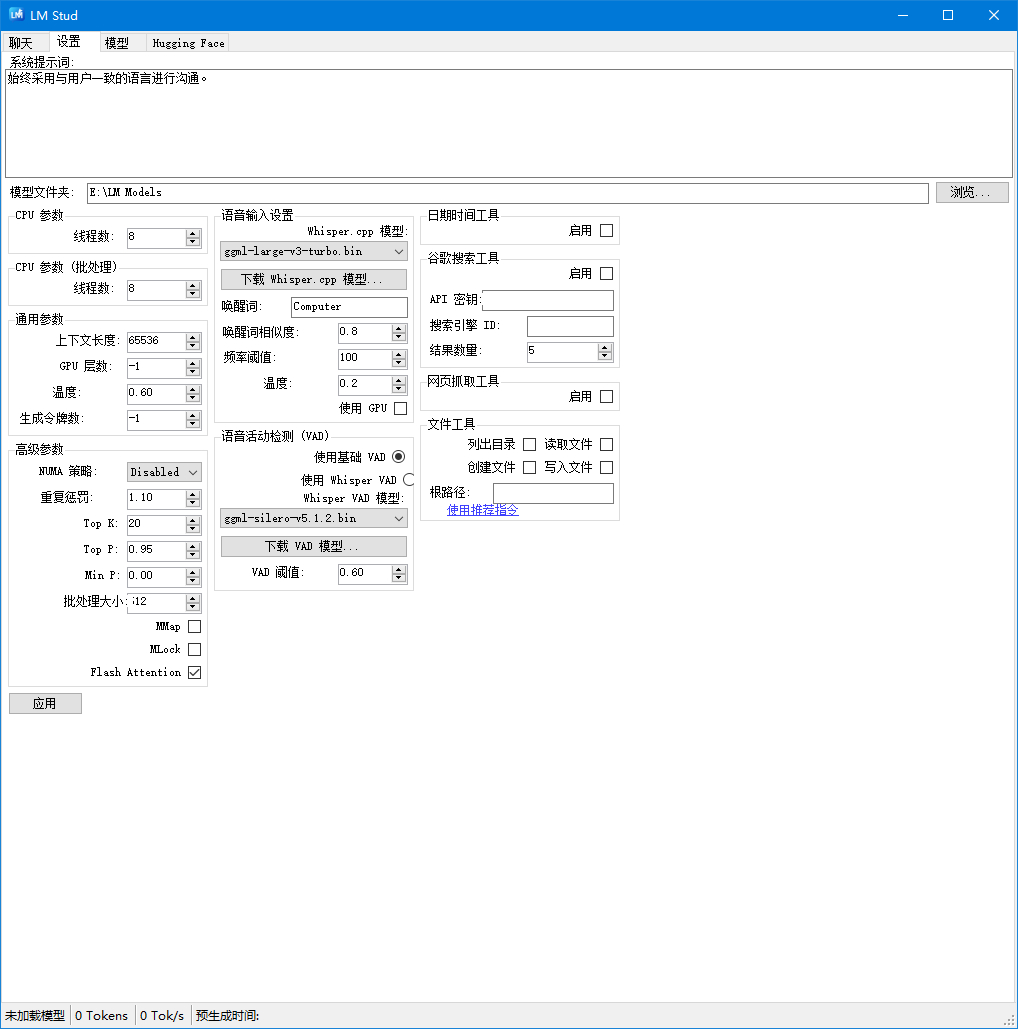 LM Stud
聊天 设置 模型 Hugging Face
系统提示词:
始终采用与用户一致的语言进行沟通。
模型文件夹: E:\LM Models 浏览...
CPU 参数
线程数: 8
CPU 参数 (批处理)
线程数: 8
通用参数
上下文长度: 65536
GPU 层数: -1
温度: 0.60
生成令牌数: -1
高级参数
NUMA 策略: Disabled
重复惩罚: 1.10
Top K: 20
Top P: 0.95
Min P: 0.00
批处理大小: 512
MMap
MLock
Flash Attention
应用
语音输入设置
Whisper.cpp 模型:
ggml-large-v3-turbo.bin
下载 Whisper.cpp 模型...
唤醒词: Computer
唤醒词相似度: 0.8
频率阈值: 100
温度: 0.2
使用 GPU
语音活动检测 (VAD)
使用基础 VAD
使用 Whisper VAD
Whisper VAD 模型:
ggml-silero-v5.1.2.bin
下载 VAD 模型...
VAD 阈值: 0.60
日期时间工具
启用
谷歌搜索工具
启用
API 密钥:
搜索引擎 ID:
结果数量: 5
网页抓取工具
启用
文件工具
列出目录 读取文件
创建文件 写入文件
根路径:
使用推荐指令
未加载模型 0 Tokens 0 Tok/s 预生成时间: